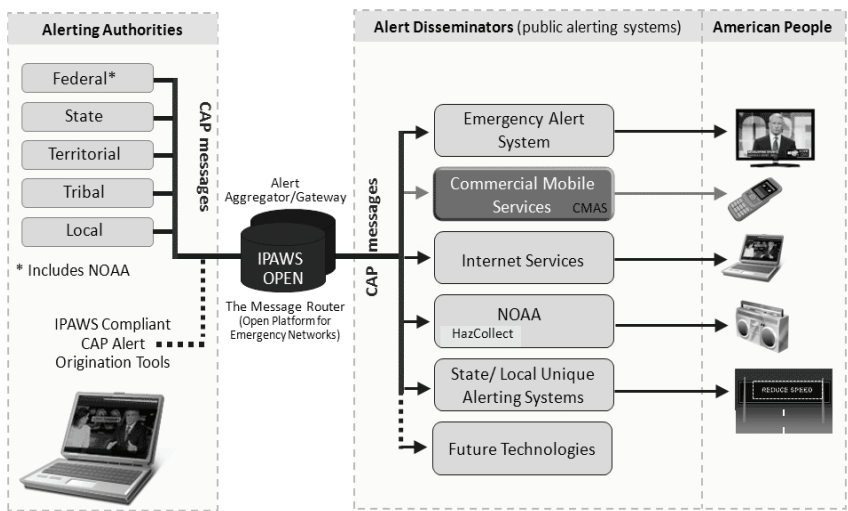 Alerting Authorities
Federal*
State
Territorial
Tribal
Local
* Includes NOAA
CAP messages
IPAWS Compliant
CAP Alert
Origination Tools
Alert
Aggregator/Gateway
IPAWS
OPEN
The Message Router
(Open Platform for
Emergency Networks)
Alert Disseminators (public alerting systems)
CAP messages
Emergency Alert
System
Commercial Mobile
Services CMAS
Internet Services
NOAA
HazCollect
State/ Local Unique
Alerting Systems
Future Technologies
American People
REDUCE SPEED